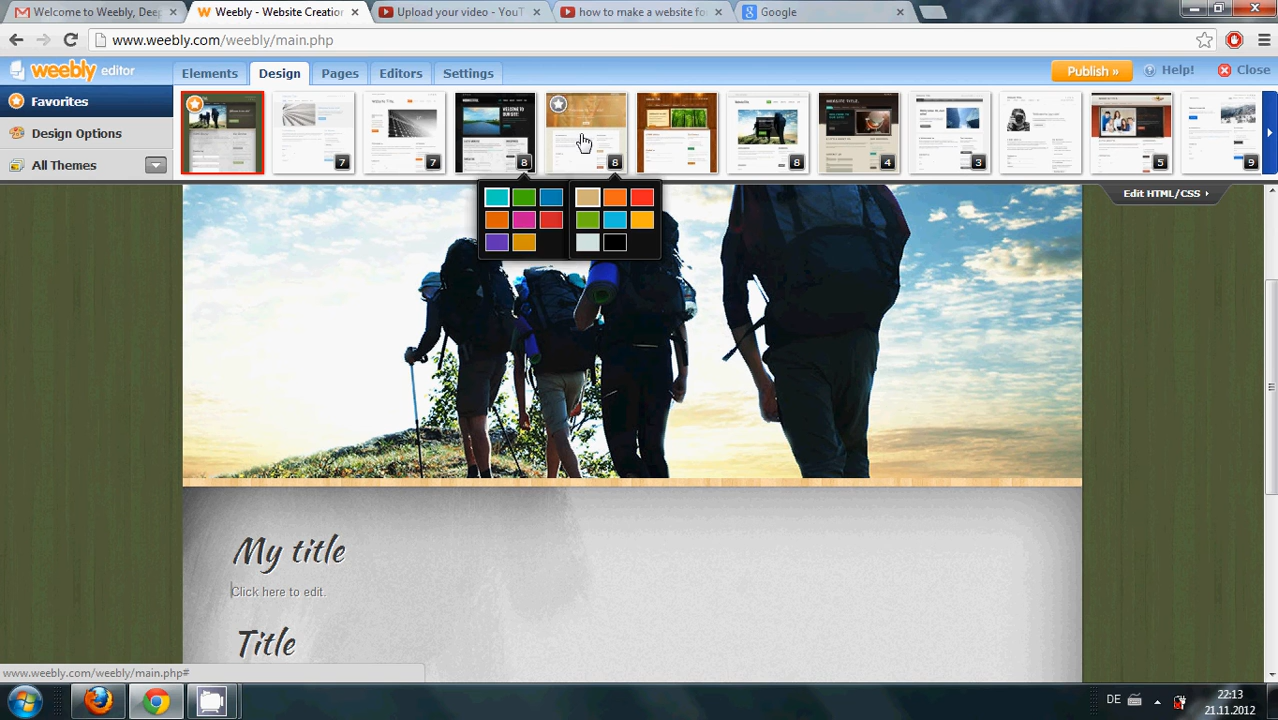 Welcome to Weebly, Deep
Weebly - Website Creation
Upload your video - YouT
how to make a website fo
Google
www.weebly.com/weebly/main.php
weebly editor
Elements
Design
Pages
Editors
Settings
Publish »
Help!
Close
Favorites
Design Options
All Themes
7
7
8
8
8
4
3
5
9
Edit HTML/CSS
My title
Click here to edit.
Title
www.weebly.com/weebly/main.php#
DE
22:13
21.11.2012